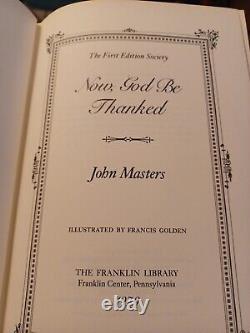 The First Edition Society
Now, God Be
Thanked
John Masters
ILLUSTRATED BY FRANCIS GOLDEN
THE FRANKLIN LIBRARY
Franklin Center, Pennsylvania
1979